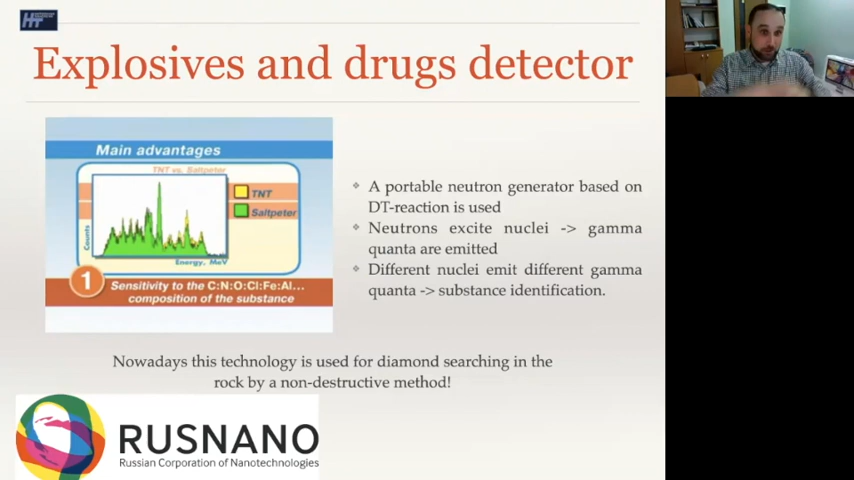 HT
Explosives and drugs detector
Main advantages
TNT vs. Saltpeter
TNT
Saltpeter
Counts
Energy, MeV
1
Sensitivity to the C:N:O:Cl:Fe:Al...
composition of the substance
❖ A portable neutron generator based on
DT-reaction is used
❖ Neutrons excite nuclei -> gamma
quanta are emitted
❖ Different nuclei emit different gamma
quanta -> substance identification.
Nowadays this technology is used for diamond searching in the
rock by a non-destructive method!
RUSNANO
Russian Corporation of Nanotechnologies